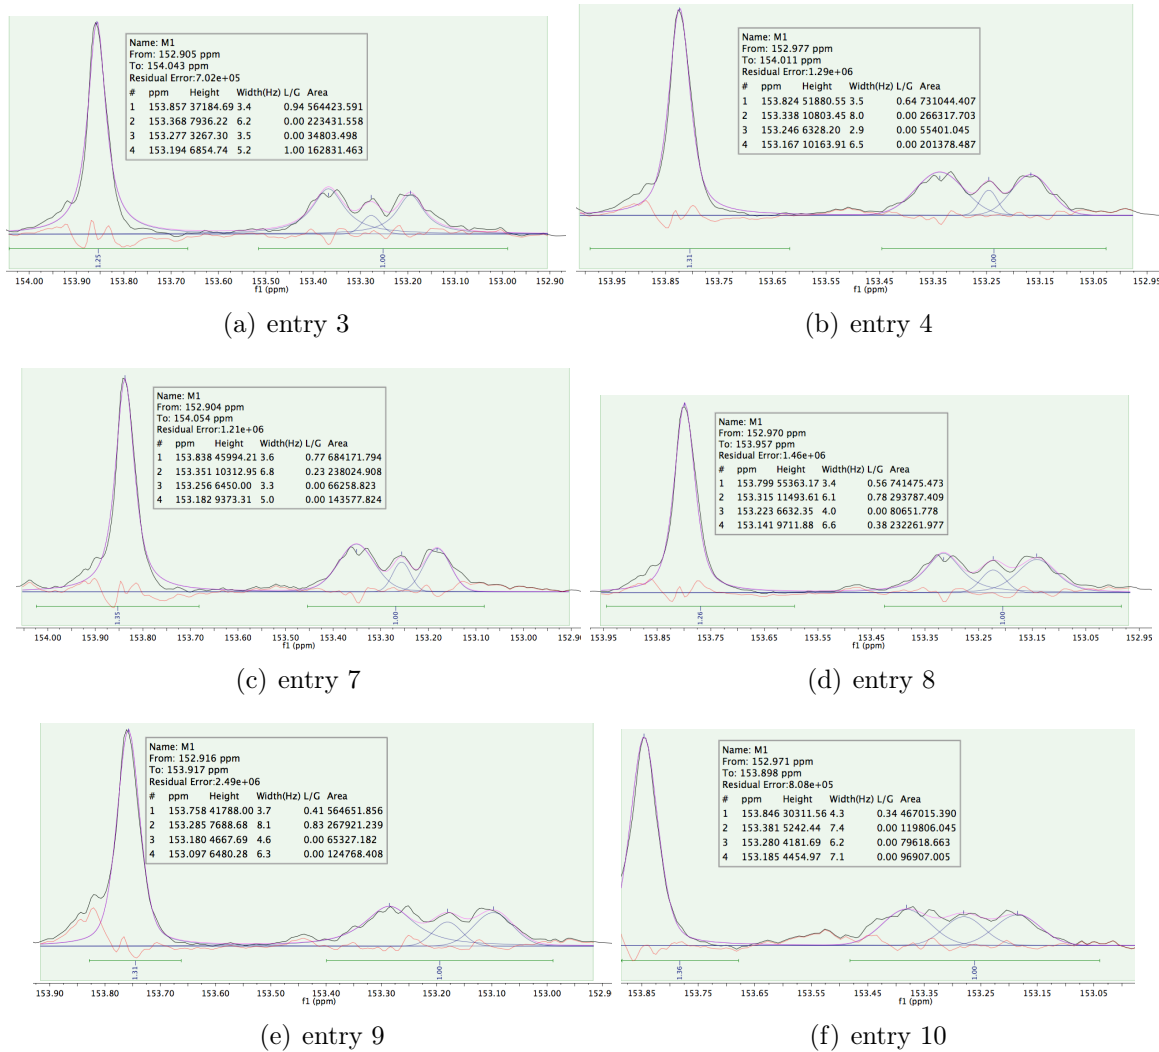 Name: M1
From: 152.905 ppm
To: 154.043 ppm
Residual Error:7.02e+05
# ppm Height Width(Hz) L/G Area
1 153.857 37184.69 3.4 0.94 564423.591
2 153.368 7936.22 6.2 0.00 223431.558
3 153.277 3267.30 3.5 0.00 34803.498
4 153.194 6854.74 5.2 1.00 162831.463
1.25 1.00
154.00 153.90 153.80 153.70 153.60 153.50 153.40 153.30 153.20 153.10 153.00 152.90
f1 (ppm)
(a) entry 3
Name: M1
From: 152.977 ppm
To: 154.011 ppm
Residual Error:1.29e+06
# ppm Height Width(Hz) L/G Area
1 153.824 51880.55 3.5 0.64 731044.407
2 153.338 10803.45 8.0 0.00 266317.703
3 153.246 6328.20 2.9 0.00 55401.045
4 153.167 10163.91 6.5 0.00 201378.487
1.31 1.00
153.95 153.85 153.75 153.65 153.55 153.45 153.35 153.25 153.15 153.05 152.95
f1 (ppm)
(b) entry 4
Name: M1
From: 152.904 ppm
To: 154.054 ppm
Residual Error:1.21e+06
# ppm Height Width(Hz) L/G Area
1 153.838 45994.21 3.6 0.77 684171.794
2 153.351 10312.95 6.8 0.23 238024.908
3 153.256 6450.00 3.3 0.00 66258.823
4 153.182 9373.31 5.0 0.00 143577.824
1.35 1.00
154.00 153.90 153.80 153.70 153.60 153.50 153.40 153.30 153.20 153.10 153.00 152.90
f1 (ppm)
(c) entry 7
Name: M1
From: 152.970 ppm
To: 153.957 ppm
Residual Error:1.46e+06
# ppm Height Width(Hz) L/G Area
1 153.799 55363.17 3.4 0.56 741475.473
2 153.315 11493.61 6.1 0.78 293787.409
3 153.223 6632.35 4.0 0.00 80651.778
4 153.141 9711.88 6.6 0.38 232261.977
1.26 1.00
153.95 153.85 153.75 153.65 153.55 153.45 153.35 153.25 153.15 153.05 152.95
f1 (ppm)
(d) entry 8
Name: M1
From: 152.916 ppm
To: 153.917 ppm
Residual Error:2.49e+06
# ppm Height Width(Hz) L/G Area
1 153.758 41788.00 3.7 0.41 564651.856
2 153.285 7688.68 8.1 0.83 267921.239
3 153.180 4667.69 4.6 0.00 65327.182
4 153.097 6480.28 6.3 0.00 124768.408
1.31 1.00
153.90 153.80 153.70 153.60 153.50 153.40 153.30 153.20 153.10 153.00 152.9
f1 (ppm)
(e) entry 9
Name: M1
From: 152.971 ppm
To: 153.898 ppm
Residual Error:8.08e+05
# ppm Height Width(Hz) L/G Area
1 153.846 30311.56 4.3 0.34 467015.390
2 153.381 5242.44 7.4 0.00 119806.045
3 153.280 4181.69 6.2 0.00 79618.663
4 153.185 4454.97 7.1 0.00 96907.005
1.36 1.00
153.85 153.75 153.65 153.55 153.45 153.35 153.25 153.15 153.05
f1 (ppm)
(f) entry 10